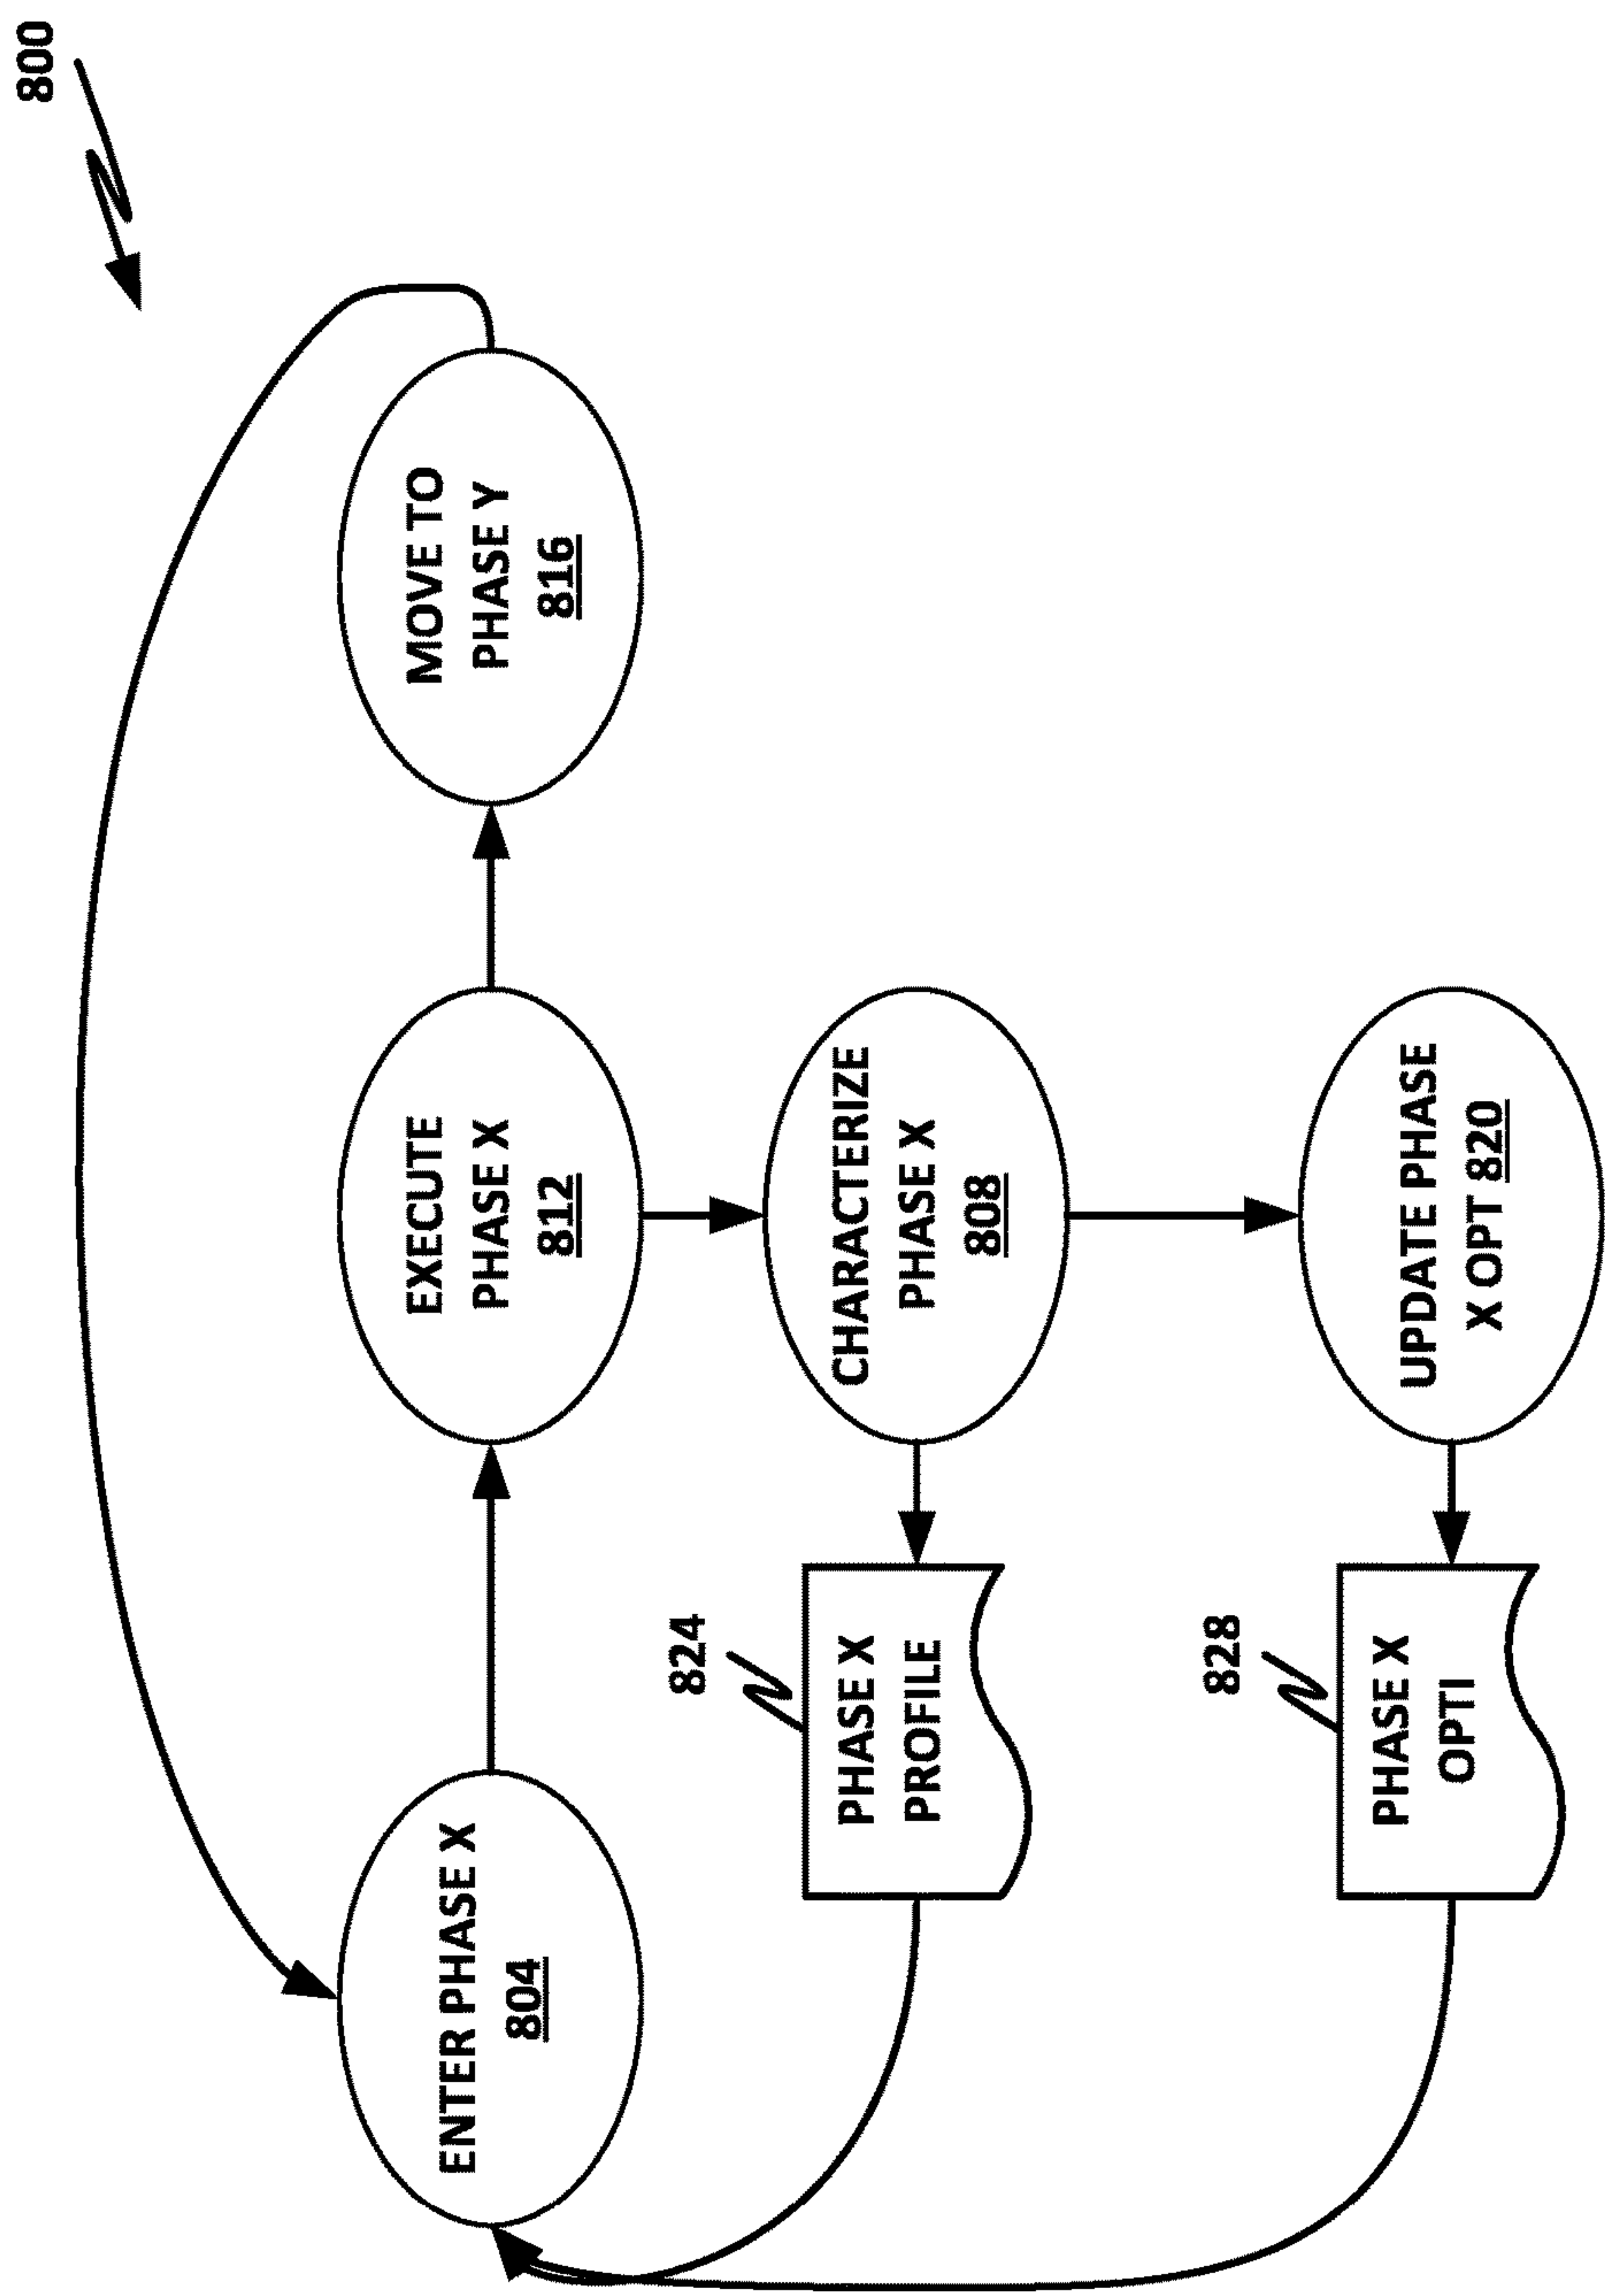 800
ENTER PHASE X
804
EXECUTE
PHASE X
812
MOVE TO
PHASE Y
816
824
PHASE X
PROFILE
CHARACTERIZE
PHASE X
808
828
PHASE X
OPTI
UPDATE PHASE
X OPT 820